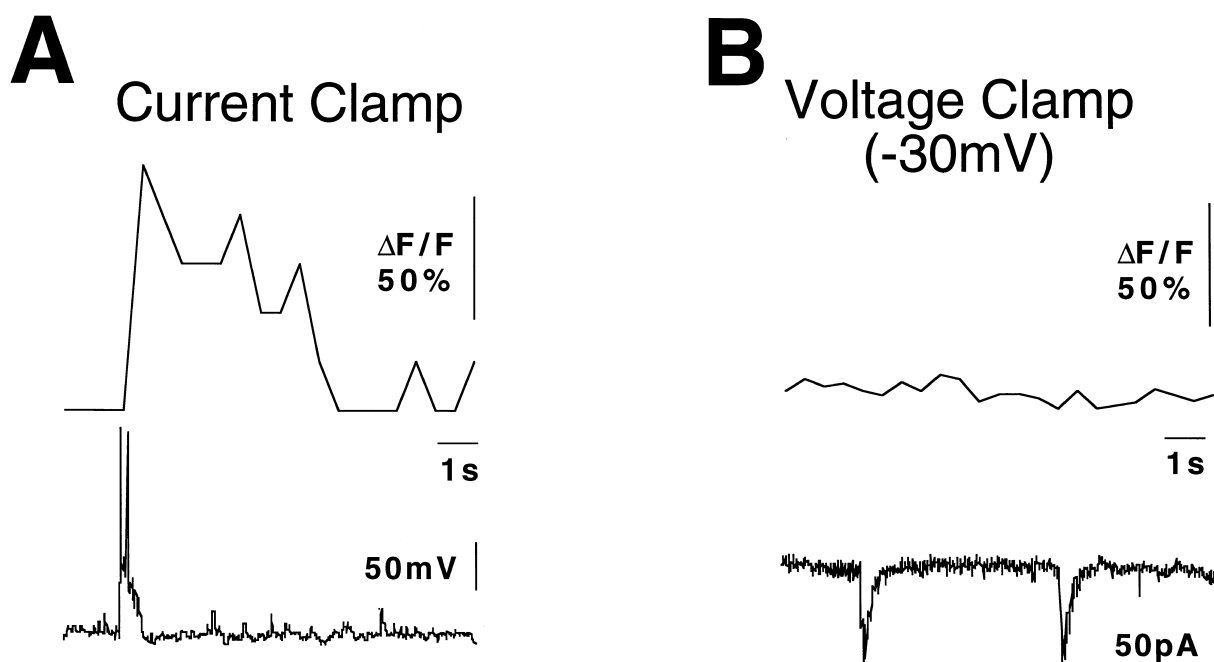 A
Current Clamp
ΔF/F
50%
1s
50mV
B
Voltage Clamp
(-30mV)
ΔF/F
50%
1s
50pA